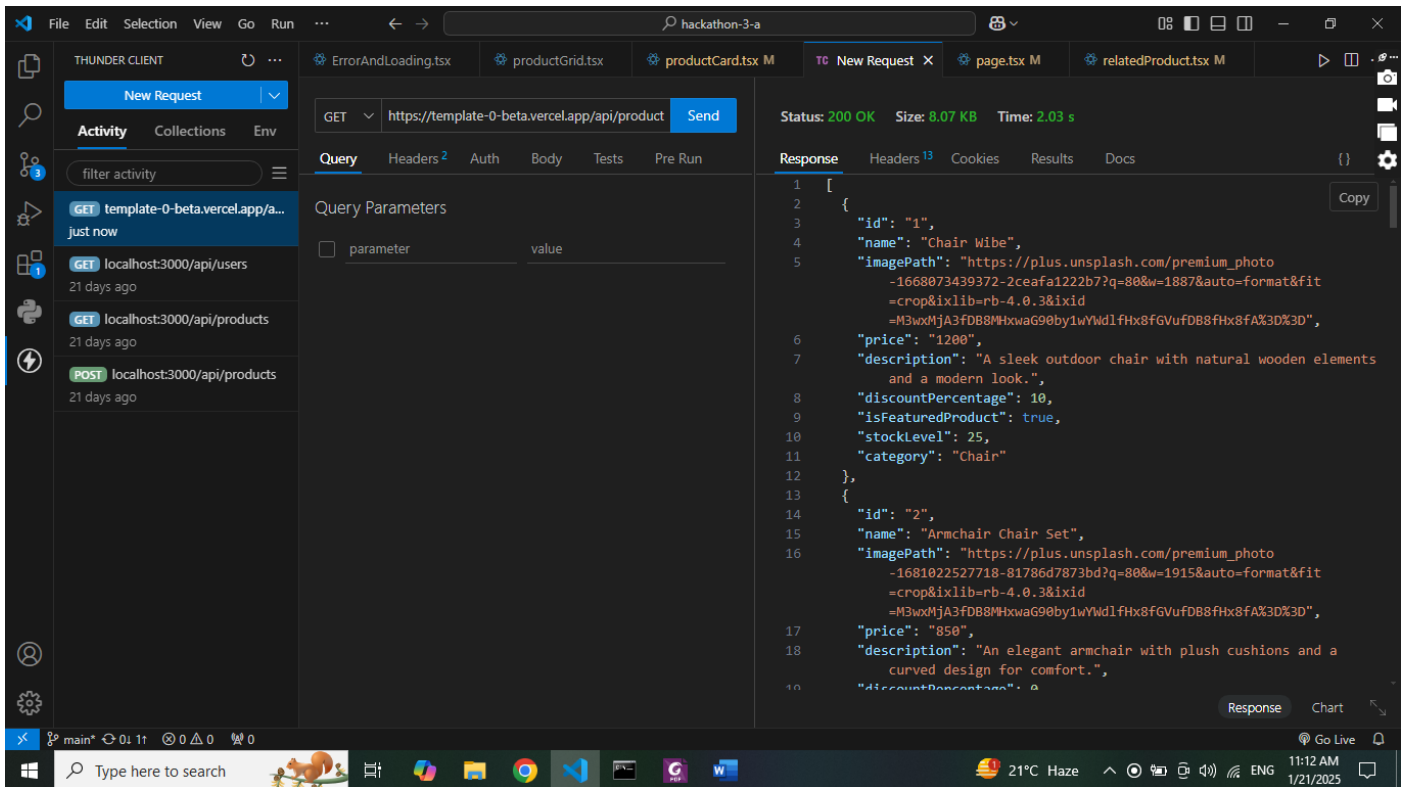 File Edit Selection View Go Run ··· hackathon-3-a
THUNDER CLIENT
ErrorAndLoading.tsx productGrid.tsx productCard.tsx M TC New Request page.tsx M relatedProduct.tsx M
New Request
Activity Collections Env
filter activity
GET template-0-beta.vercel.app/a...
just now
GET localhost:3000/api/users
21 days ago
GET localhost:3000/api/products
21 days ago
POST localhost:3000/api/products
21 days ago
3
1
GET https://template-0-beta.vercel.app/api/product Send
Query Headers 2 Auth Body Tests Pre Run
Query Parameters
parameter value
Status: 200 OK Size: 8.07 KB Time: 2.03 s
Response Headers 13 Cookies Results Docs {}
Copy
1 [
2 {
3 "id": "1",
4 "name": "Chair Wibe",
5 "imagePath": "https://plus.unsplash.com/premium_photo
-1668073439372-2ceafa1222b7?q=80&w=1887&auto=format&fit
=crop&ixlib=rb-4.0.3&ixid
=M3wxMjA3fDB8MHxwaG90by1wYWdlfHx8fGVufDB8fHx8fA%3D%3D",
6 "price": "1200",
7 "description": "A sleek outdoor chair with natural wooden elements
and a modern look.",
8 "discountPercentage": 10,
9 "isFeaturedProduct": true,
10 "stockLevel": 25,
11 "category": "Chair"
12 },
13 {
14 "id": "2",
15 "name": "Armchair Chair Set",
16 "imagePath": "https://plus.unsplash.com/premium_photo
-1681022527718-81786d7873bd?q=80&w=1915&auto=format&fit
=crop&ixlib=rb-4.0.3&ixid
=M3wxMjA3fDB8MHxwaG90by1wYWdlfHx8fGVufDB8fHx8fA%3D%3D",
17 "price": "850",
18 "description": "An elegant armchair with plush cushions and a
curved design for comfort.",
19 "discountPercentage": 0,
Response Chart
main* 0↓ 1↑ 0 0 0 Go Live
Type here to search 21°C Haze ENG 11:12 AM
1/21/2025